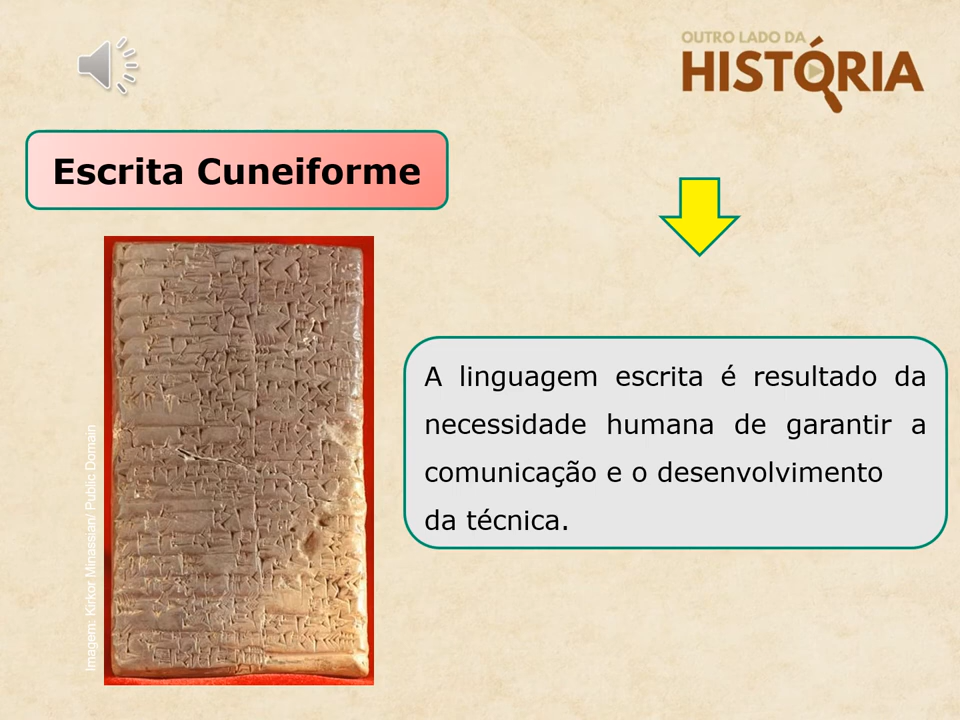 OUTRO LADO DA
HISTÓRIA
Escrita Cuneiforme
Imagem: Kirkor Minassian/ Public Domain
A linguagem escrita é resultado da
necessidade humana de garantir a
comunicação e o desenvolvimento
da técnica.